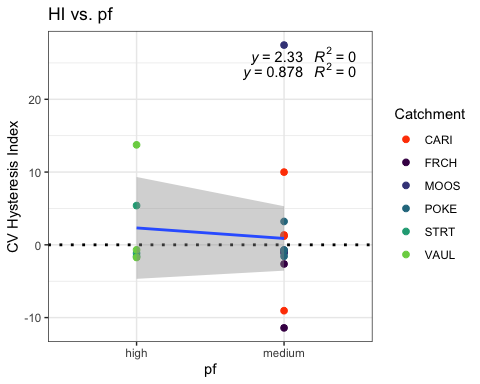 HI vs. pf
y = 2.33 R² = 0
y = 0.878 R² = 0
CV Hysteresis Index
20
10
0
-10
high medium
pf
Catchment
CARI
FRCH
MOOS
POKE
STRT
VAUL